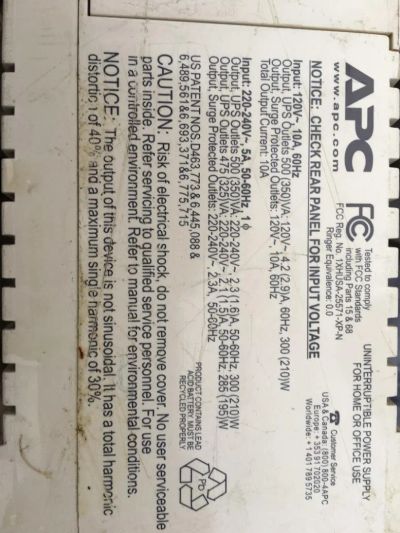 APC
www.apc.com
FC
Tested to comply
with FCC Standards
including Parts 15 & 68
FCC Reg. No. 1XHUSA-25571-XP-N
Ringer Equivalence: 0.0
UNINTERRUPTIBLE POWER SUPPLY
FOR HOME OR OFFICE USE
Customer Service
USA & Canada: (800) 800-4APC
Europe: + 353 91 702020
Worldwide: + 1 401 789 5735
NOTICE: CHECK REAR PANEL FOR INPUT VOLTAGE
Input: 120V~, 10A, 60Hz
Output, UPS Outlets 500 (350)VA: 120V~, 4.2 (2.9)A, 60Hz, 300 (210)W
Output, Surge Protected Outlets: 120V~, 10A, 60Hz
Total Output Current: 10A
Input: 220-240V~, 5A, 50-60Hz, 1 ϕ
Output, UPS Outlets 500 (350)VA: 220-240V~, 2.3 (1.6)A, 50-60Hz, 300 (210)W
Output, UPS Outlets 475 (325)VA: 220-240V~, 2.1 (1.5)A, 50-60Hz, 285 (195)W
Output, Surge Protected Outlets: 220-240V~, 2.3A, 50-60Hz
US PATENT NOS. D463,773 & 6,445,088 &
6,489,561 & 6,693,371 & 6,775,715
PRODUCT CONTAINS LEAD
ACID BATTERY MUST BE
RECYCLED PROPERLY
Pb
CAUTION: Risk of electrical shock, do not remove cover. No user serviceable
parts inside. Refer servicing to qualified service personnel. For use
in a controlled environment. Refer to manual for environmental conditions.
NOTICE: The output of this device is not sinusoidal. It has a total harmonic
distortion of 40% and a maximum single harmonic of 30%.